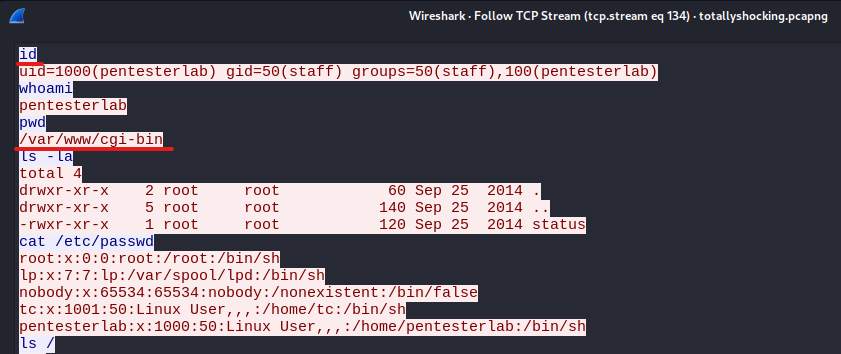 Wireshark · Follow TCP Stream (tcp.stream eq 134) · totallyshocking.pcapng
id
uid=1000(pentesterlab) gid=50(staff) groups=50(staff),100(pentesterlab)
whoami
pentesterlab
pwd
/var/www/cgi-bin
ls -la
total 4
drwxr-xr-x    2 root     root            60 Sep 25  2014 .
drwxr-xr-x    5 root     root           140 Sep 25  2014 ..
-rwxr-xr-x    1 root     root           120 Sep 25  2014 status
cat /etc/passwd
root:x:0:0:root:/root:/bin/sh
lp:x:7:7:lp:/var/spool/lpd:/bin/sh
nobody:x:65534:65534:nobody:/nonexistent:/bin/false
tc:x:1001:50:Linux User,,,:/home/tc:/bin/sh
pentesterlab:x:1000:50:Linux User,,,:/home/pentesterlab:/bin/sh
ls /